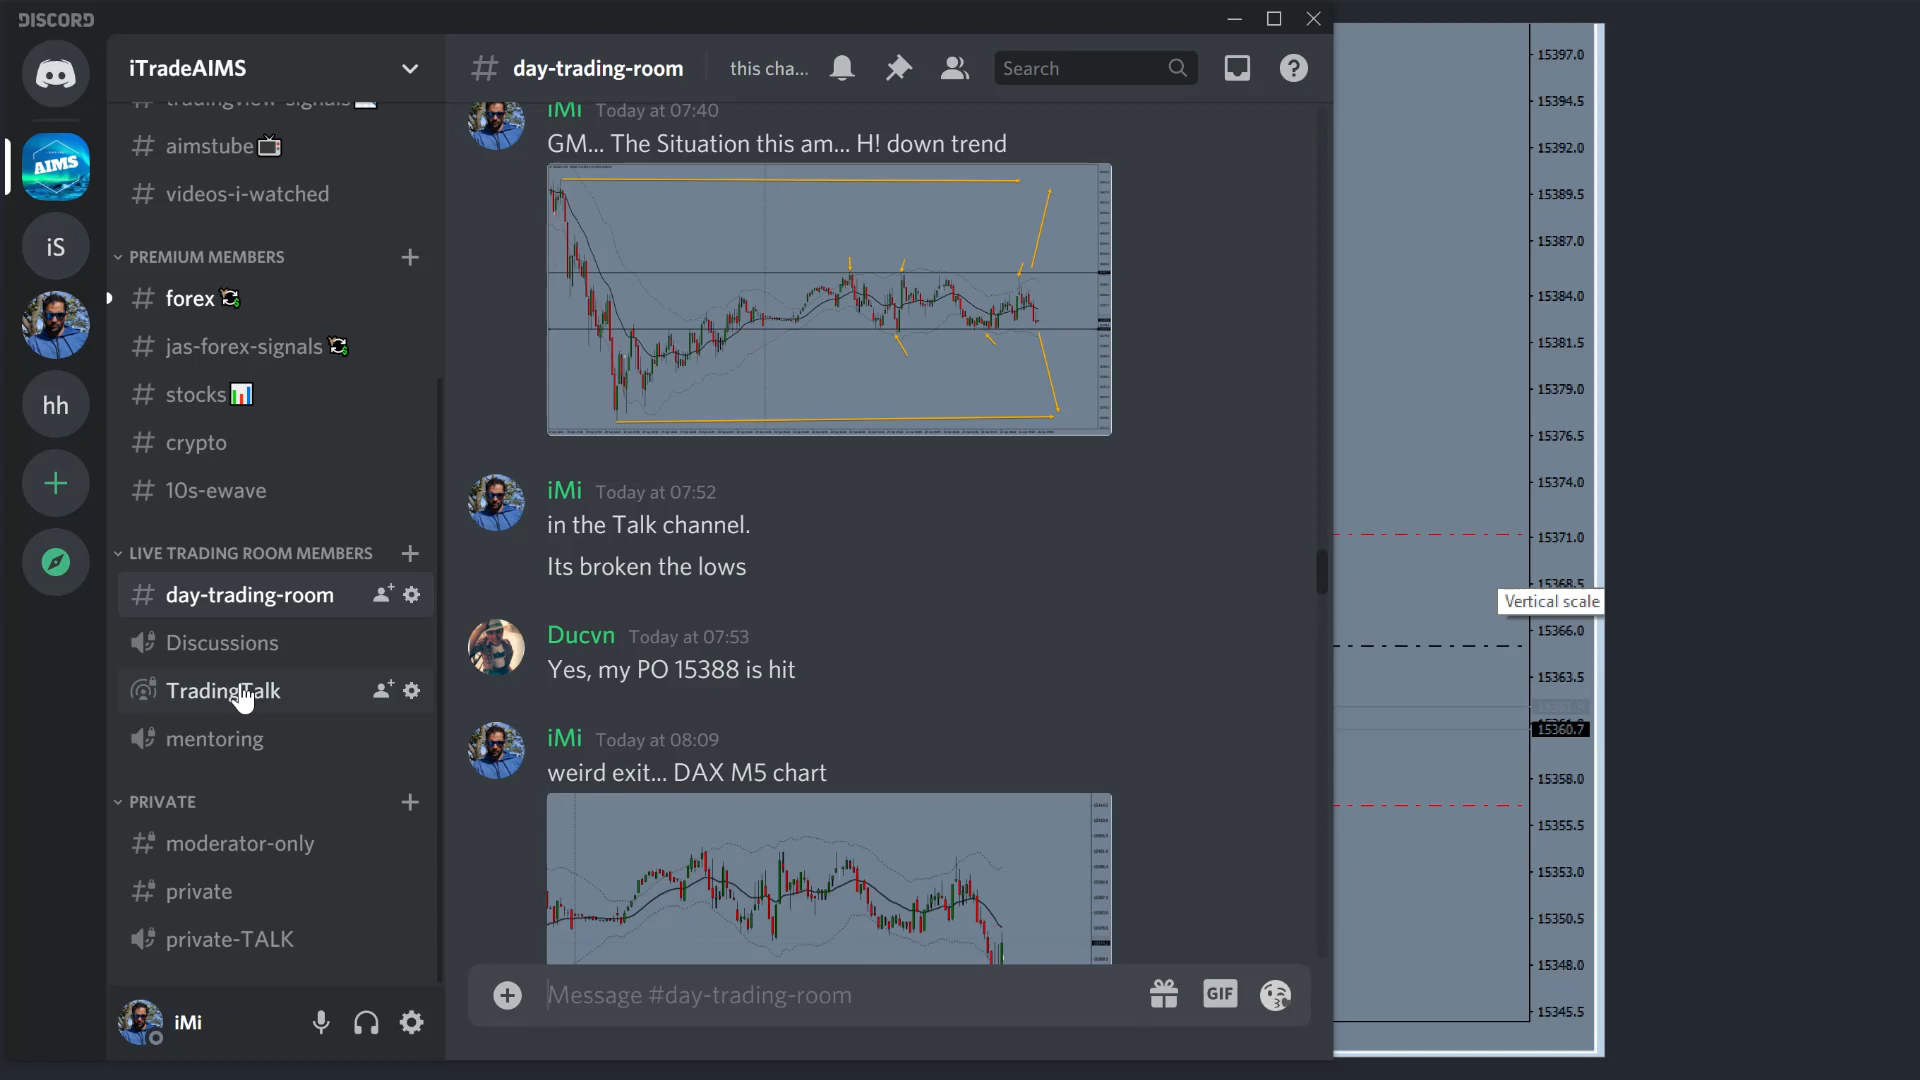 DISCORD
iTradeAIMS
day-trading-room
this cha...
Search
tradingview-signals
aimstube
videos-i-watched
PREMIUM MEMBERS
forex
jas-forex-signals
stocks
crypto
10s-ewave
LIVE TRADING ROOM MEMBERS
day-trading-room
Discussions
TradingTalk
mentoring
PRIVATE
moderator-only
private
private-TALK
iMi
AIMS
iS
hh
iMi Today at 07:40
GM... The Situation this am... H! down trend
iMi Today at 07:52
in the Talk channel.
Its broken the lows
Ducvn Today at 07:53
Yes, my PO 15388 is hit
iMi Today at 08:09
weird exit... DAX M5 chart
Message #day-trading-room
GIF
15397.0
15394.5
15392.0
15389.5
15387.0
15384.0
15381.5
15379.0
15376.5
15374.0
15371.0
15368.5
Vertical scale
15366.0
15363.5
15361.9
15360.7
15358.0
15355.5
15353.0
15350.5
15348.0
15345.5